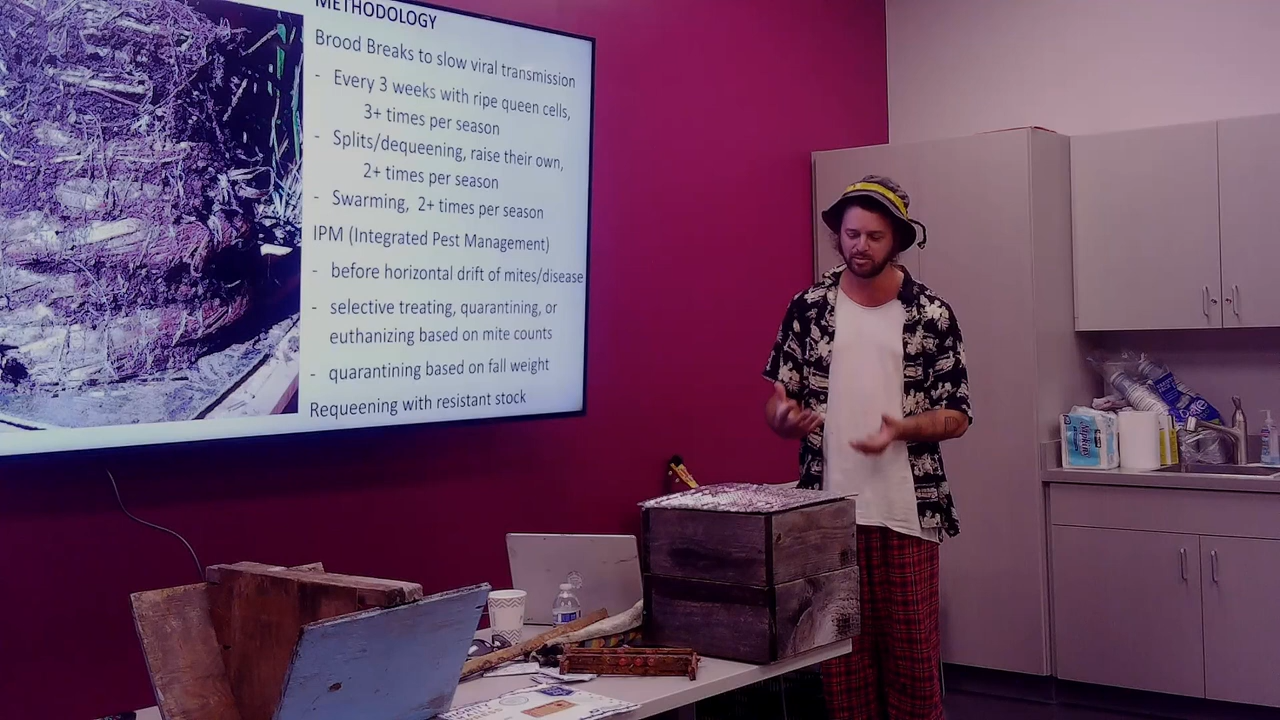 METHODOLOGY
Brood Breaks to slow viral transmission
- Every 3 weeks with ripe queen cells,
3+ times per season
- Splits/dequeening, raise their own,
2+ times per season
- Swarming, 2+ times per season
IPM (Integrated Pest Management)
- before horizontal drift of mites/disease
- selective treating, quarantining, or
euthanizing based on mite counts
- quarantining based on fall weight
Requeening with resistant stock